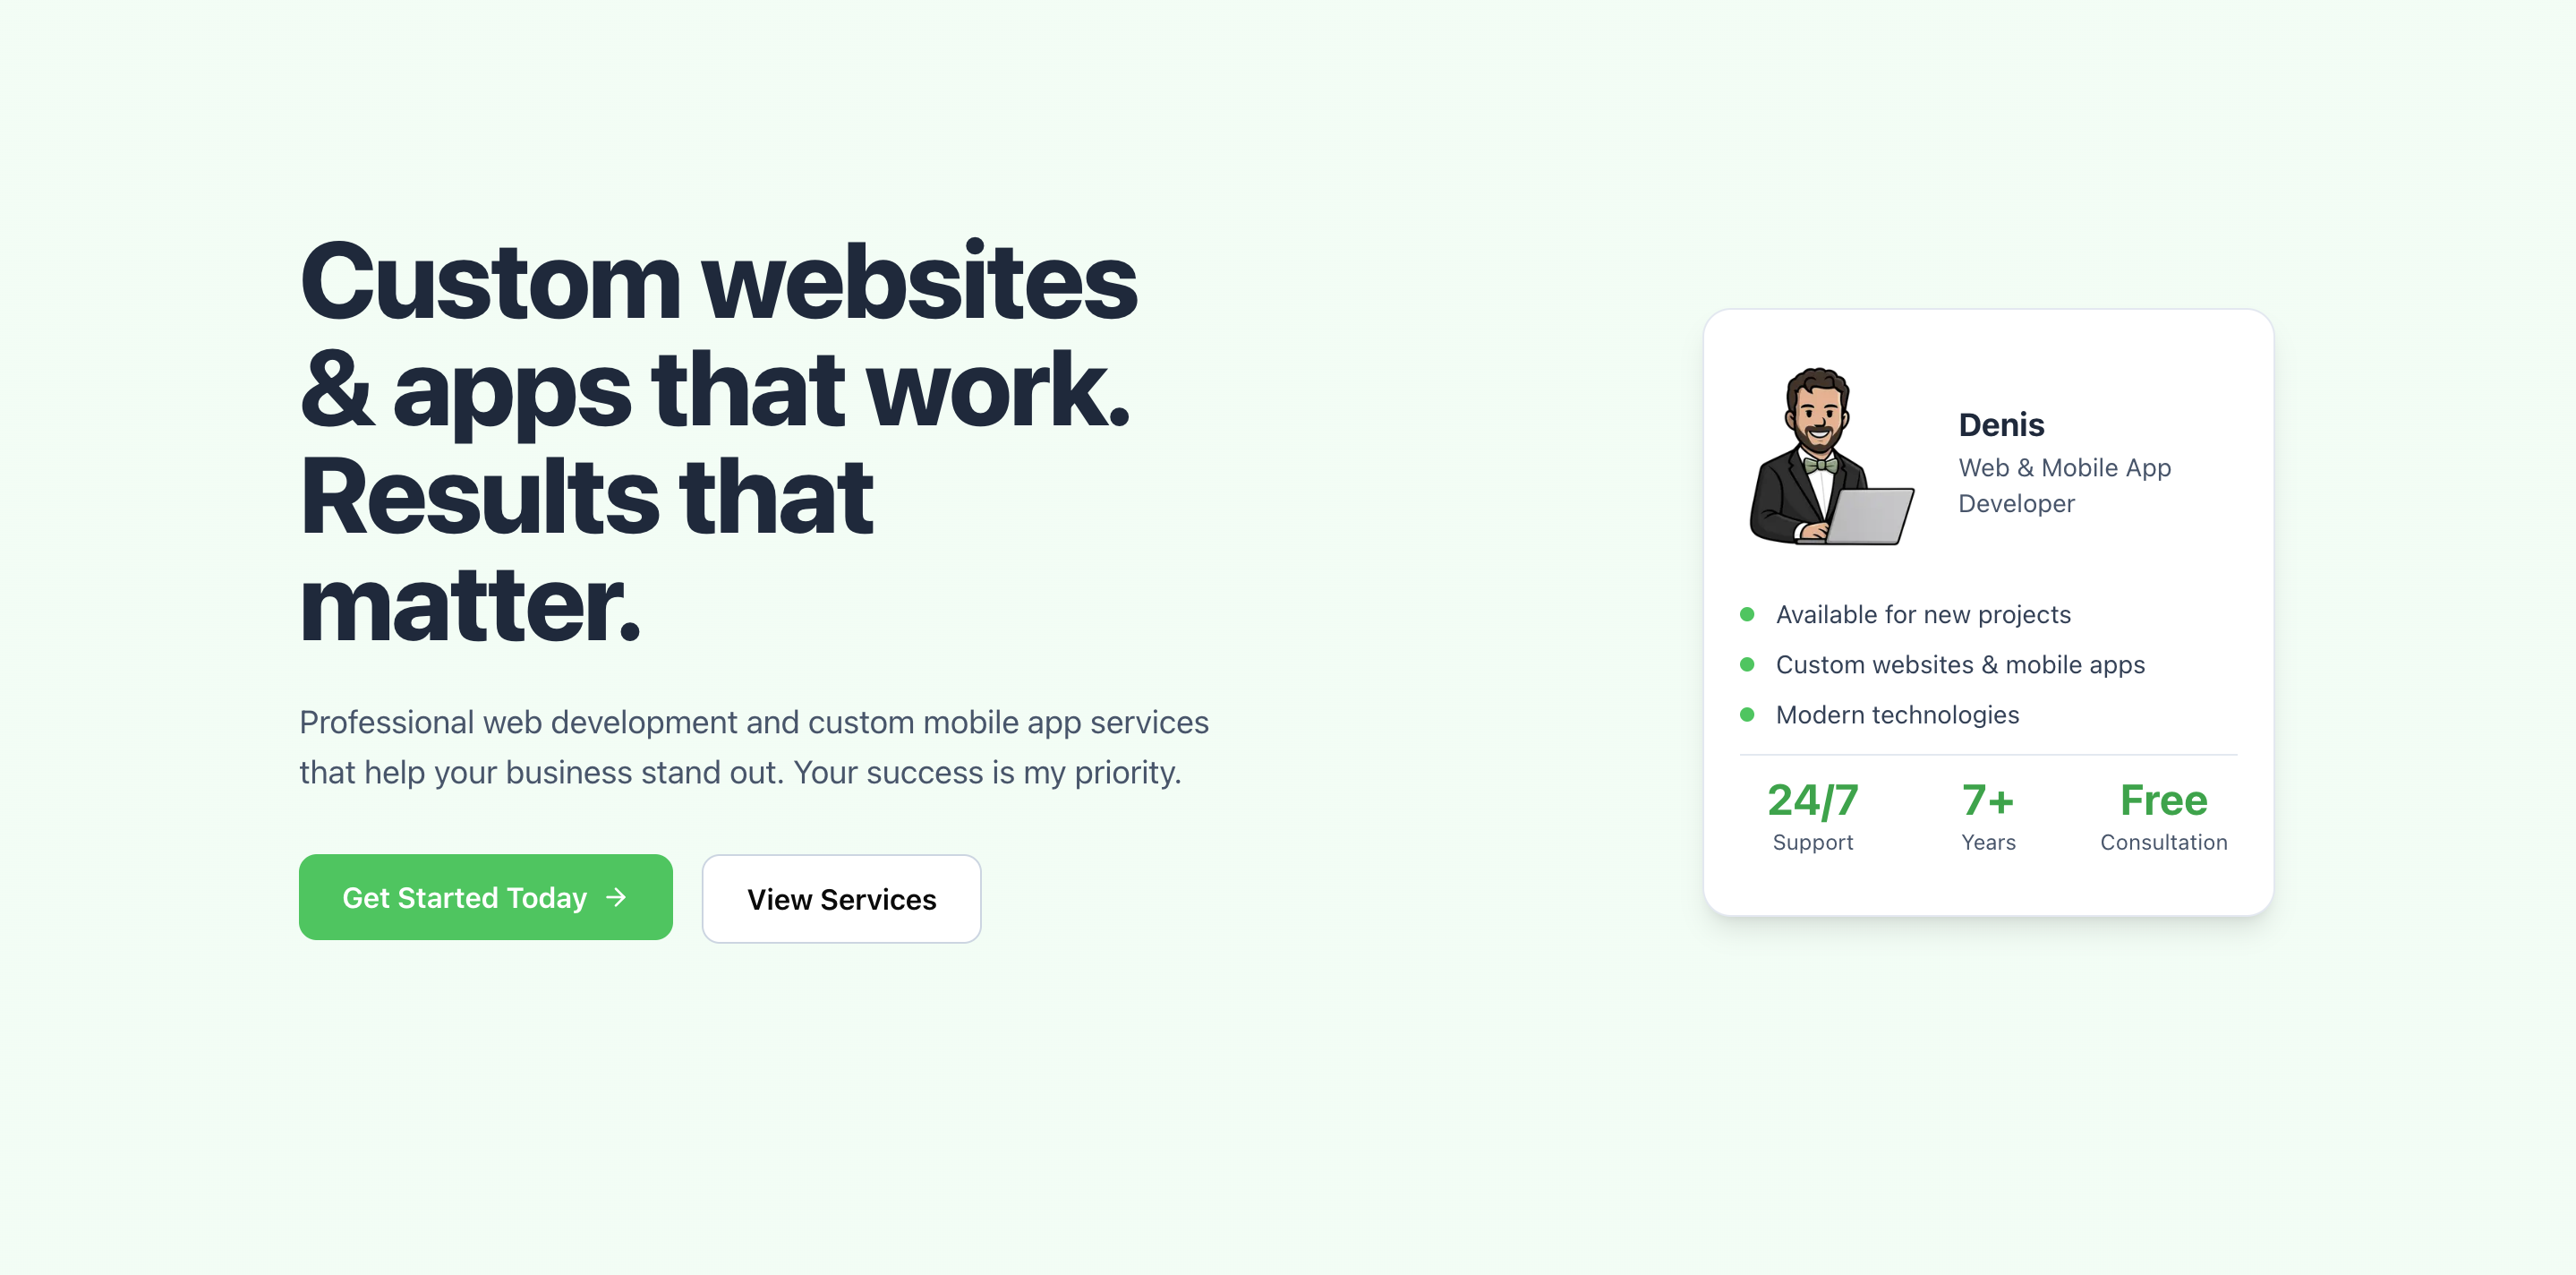 Custom websites
& apps that work.
Results that
matter.
Professional web development and custom mobile app services
that help your business stand out. Your success is my priority.
Get Started Today →
View Services
Denis
Web & Mobile App
Developer
Available for new projects
Custom websites & mobile apps
Modern technologies
24/7
Support
7+
Years
Free
Consultation